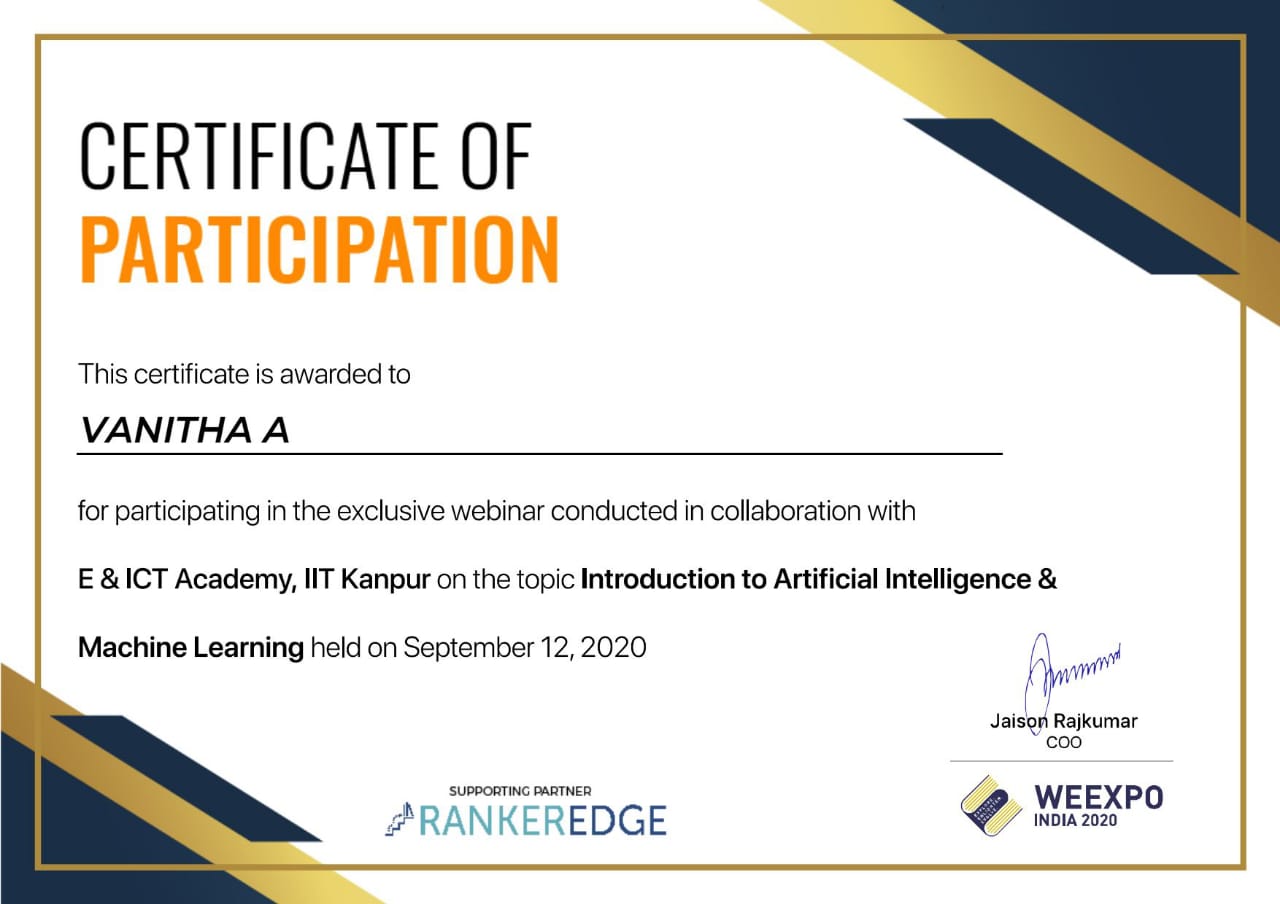 CERTIFICATE OF
PARTICIPATION
This certificate is awarded to
VANITHA A
for participating in the exclusive webinar conducted in collaboration with
E & ICT Academy, IIT Kanpur on the topic Introduction to Artificial Intelligence &
Machine Learning held on September 12, 2020
Jaison Rajkumar
COO
SUPPORTING PARTNER
RANKEREDGE
WEEXPO
INDIA 2020